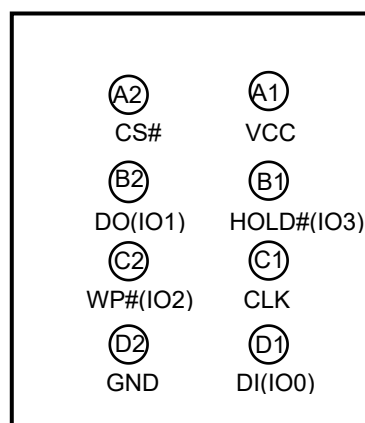 A2 A1
CS# VCC
B2 B1
DO(IO1) HOLD#(IO3)
C2 C1
WP#(IO2) CLK
D2 D1
GND DI(IO0)